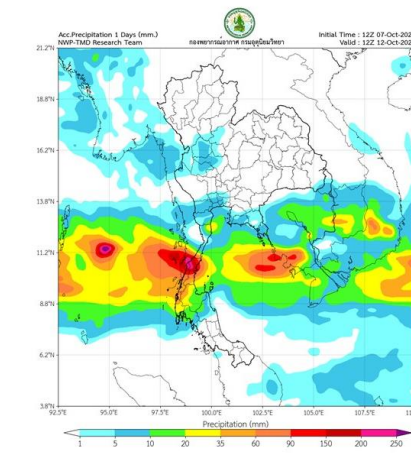 Acc.Precipitation 1 Days (mm.)
NWP-TMD Research Team
กองพยากรณ์อากาศ กรมอุตุนิยมวิทยา
Initial Time : 12Z 07-Oct-202
Valid : 12Z 12-Oct-202
21.2°N
18.8°N
16.2°N
13.8°N
11.2°N
8.8°N
6.2°N
3.8°N
92.5°E 95.0°E 97.5°E 100.0°E 102.5°E 105.0°E 107.5°E 110
Precipitation (mm)
1 5 10 20 35 60 90 150 200 250